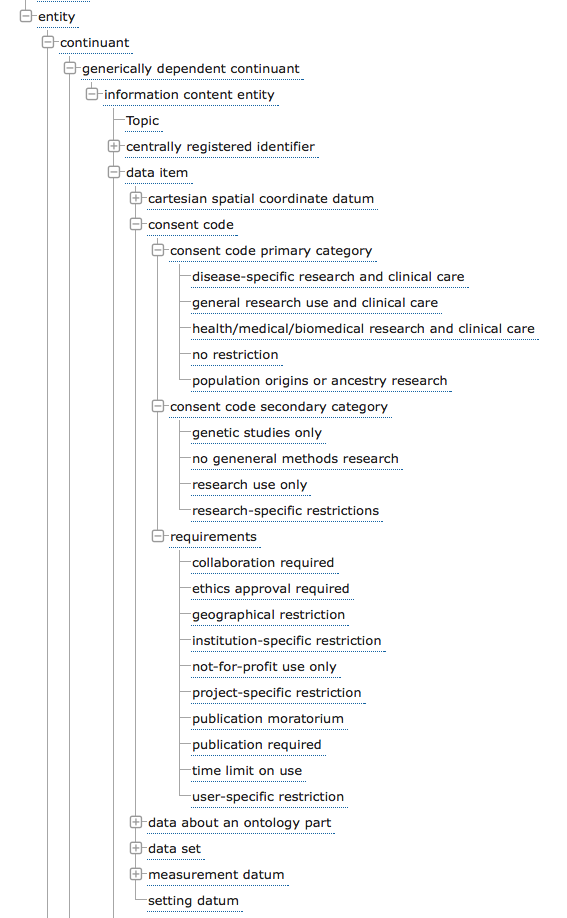 entity
continuant
generically dependent continuant
information content entity
Topic
centrally registered identifier
data item
cartesian spatial coordinate datum
consent code
consent code primary category
disease-specific research and clinical care
general research use and clinical care
health/medical/biomedical research and clinical care
no restriction
population origins or ancestry research
consent code secondary category
genetic studies only
no geneneral methods research
research use only
research-specific restrictions
requirements
collaboration required
ethics approval required
geographical restriction
institution-specific restriction
not-for-profit use only
project-specific restriction
publication moratorium
publication required
time limit on use
user-specific restriction
data about an ontology part
data set
measurement datum
setting datum